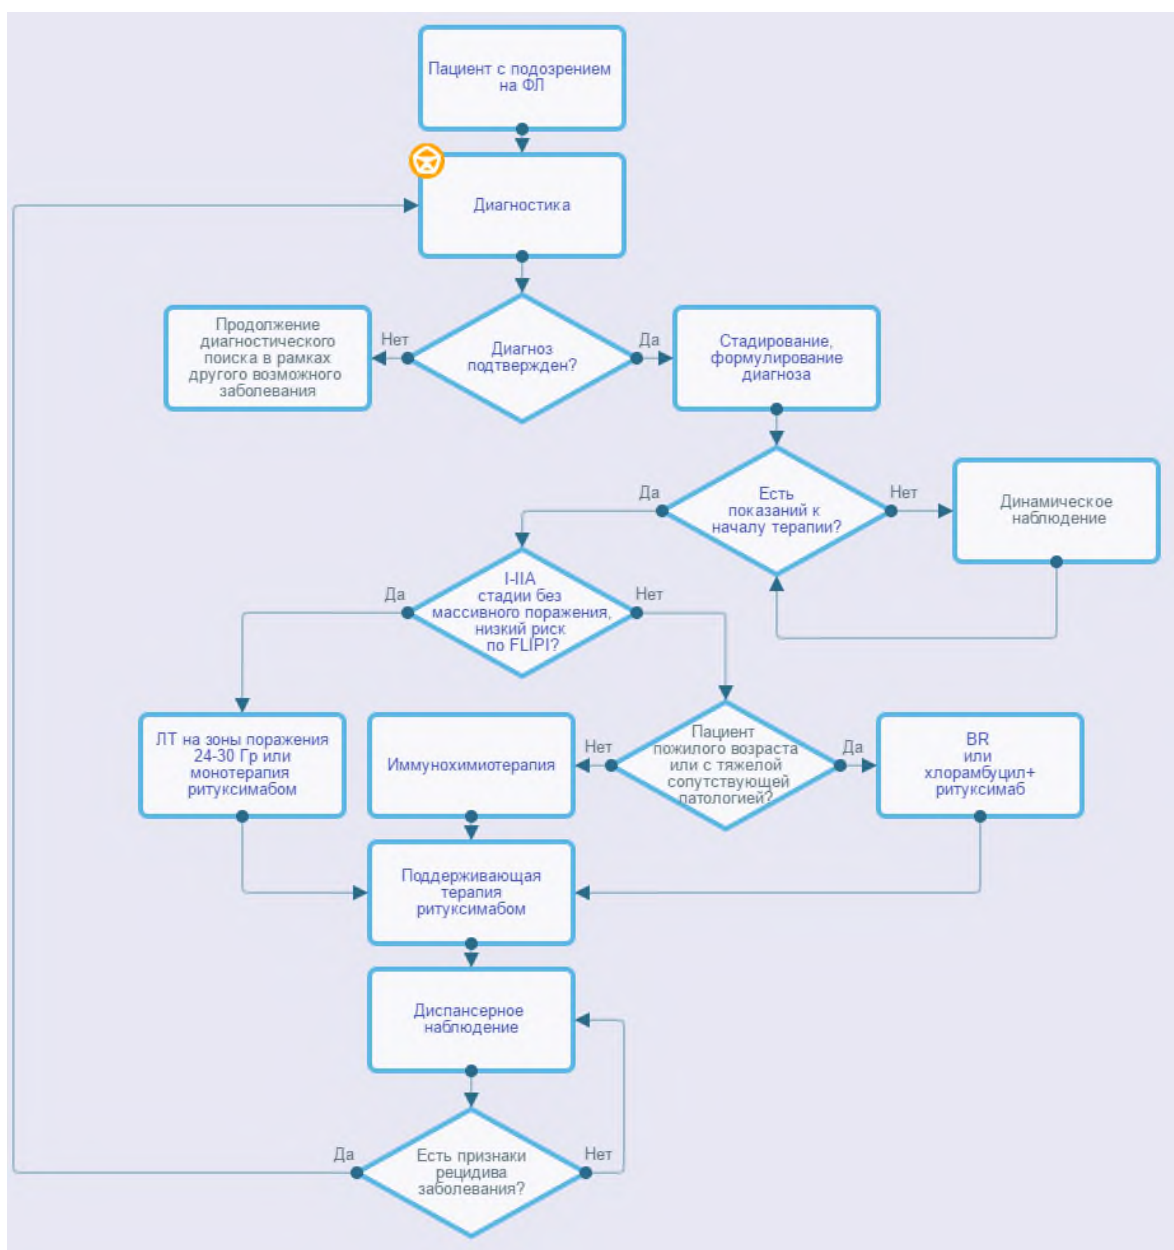 Пациент с подозрением
на ФЛ
Диагностика
Продолжение
диагностического
поиска в рамках
другого возможного
заболевания
Нет
Диагноз
подтвержден?
Да
Стадирование,
формулирование
диагноза
Да
Есть
показаний к
началу терапии?
Нет
Динамическое
наблюдение
Да
I-IIA
стадии без
массивного поражения,
низкий риск
по FLIPI?
Нет
ЛТ на зоны поражения
24-30 Гр или
монотерапия
ритуксимабом
Иммунохимиотерапия
Нет
Пациент
пожилого возраста
или с тяжелой
сопутствующей
патологией?
Да
BR
или
хлорамбуцил+
ритуксимаб
Поддерживающая
терапия
ритуксимабом
Диспансерное
наблюдение
Да
Есть признаки
рецидива
заболевания?
Нет